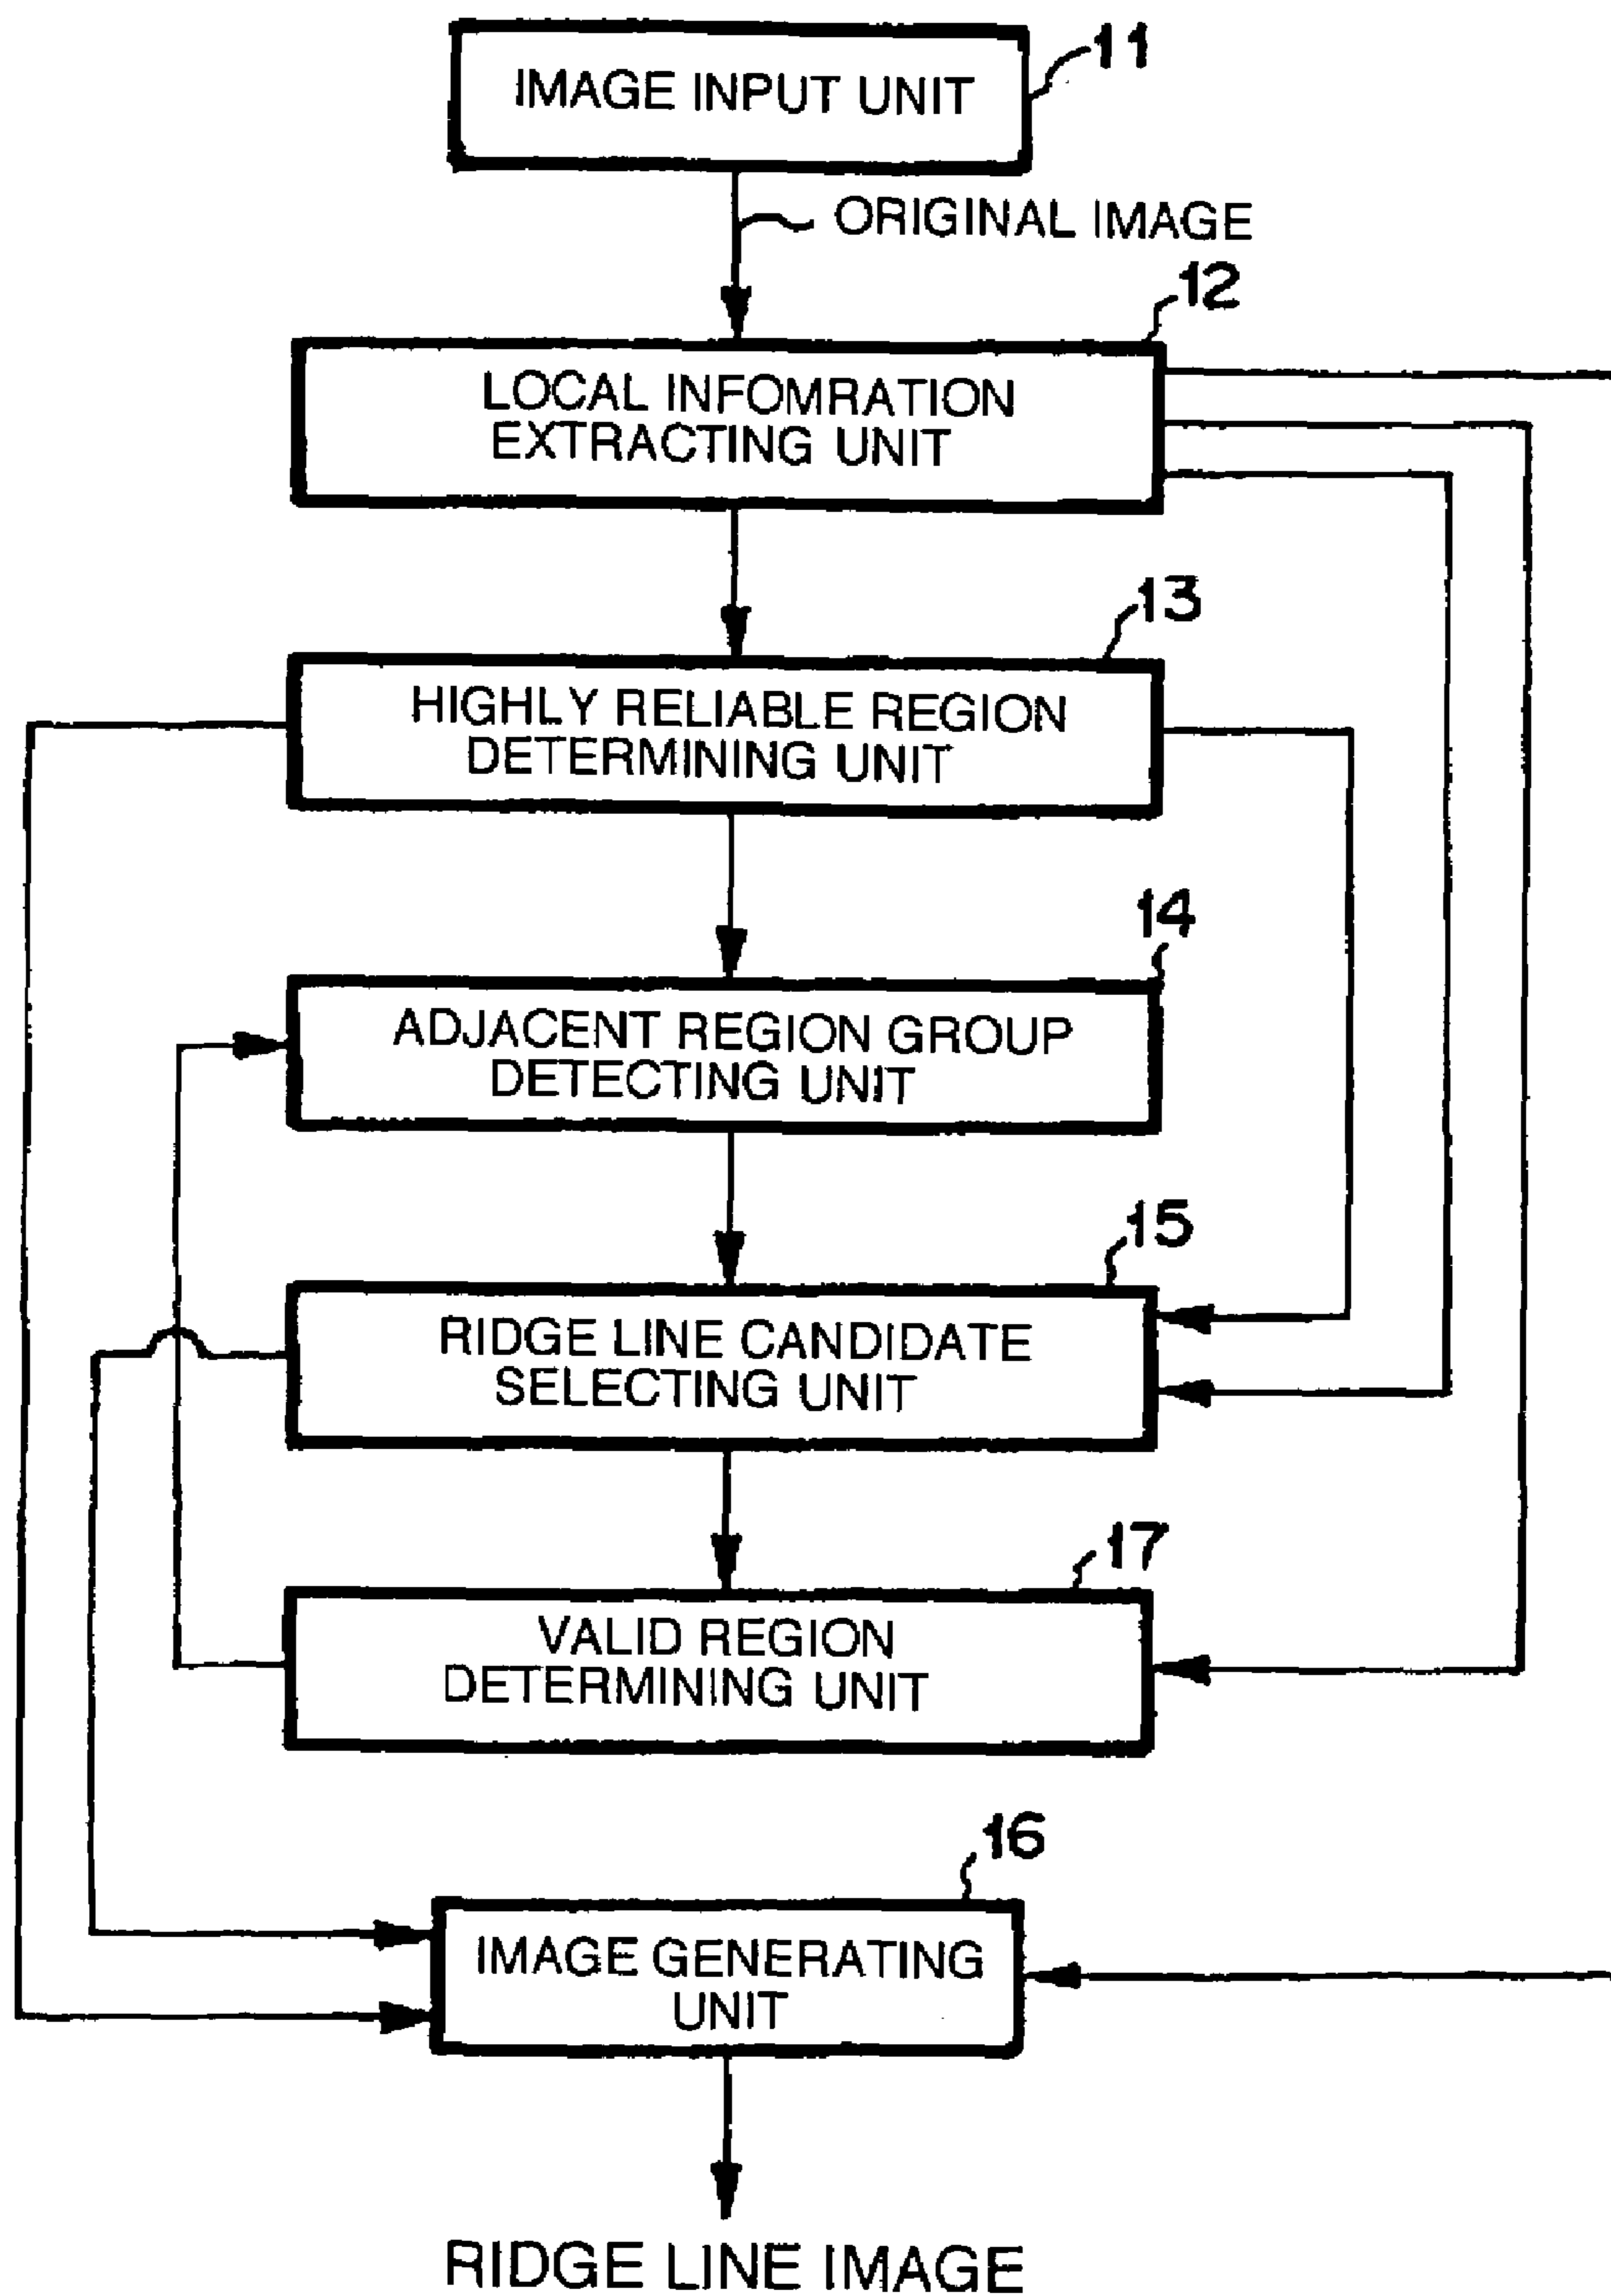 IMAGE INPUT UNIT
11
ORIGINAL IMAGE
12
LOCAL INFOMRATION
EXTRACTING UNIT
13
HIGHLY RELIABLE REGION
DETERMINING UNIT
14
ADJACENT REGION GROUP
DETECTING UNIT
15
RIDGE LINE CANDIDATE
SELECTING UNIT
17
VALID REGION
DETERMINING UNIT
16
IMAGE GENERATING
UNIT
RIDGE LINE IMAGE